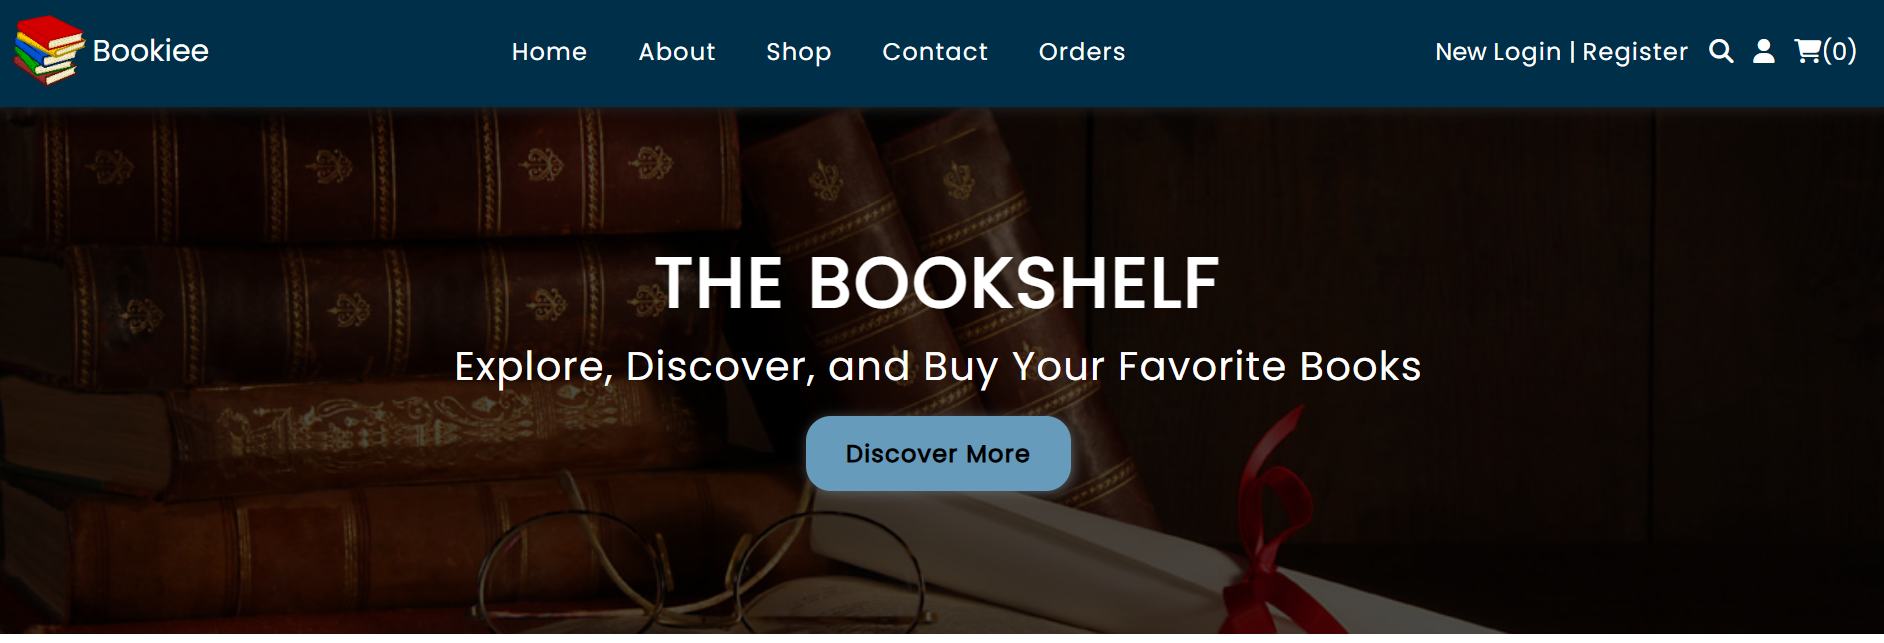 Bookiee Home About Shop Contact Orders New Login | Register (0)
THE BOOKSHELF
Explore, Discover, and Buy Your Favorite Books
Discover More